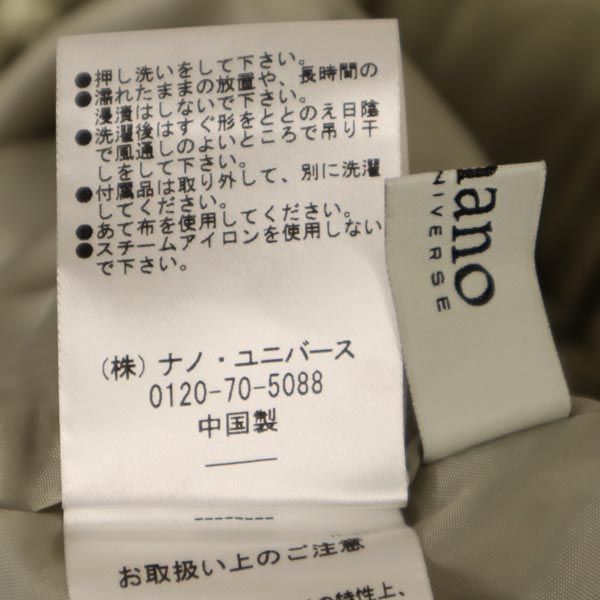 ●押し洗いをして下さい。
●濡れたままの放置や、長時間の
浸漬はしないで下さい。
●洗濯後はすぐ形をととのえ日陰
で風通しのよいところで吊り干
しをして下さい。
●付属品は取り外して、別に洗濯
してください。
●あて布を使用してください。
●スチームアイロンを使用しない
で下さい。
(株)ナノ・ユニバース
0120-70-5088
中国製
お取扱い上のご注意
の特性上、
nano
NIVERSE